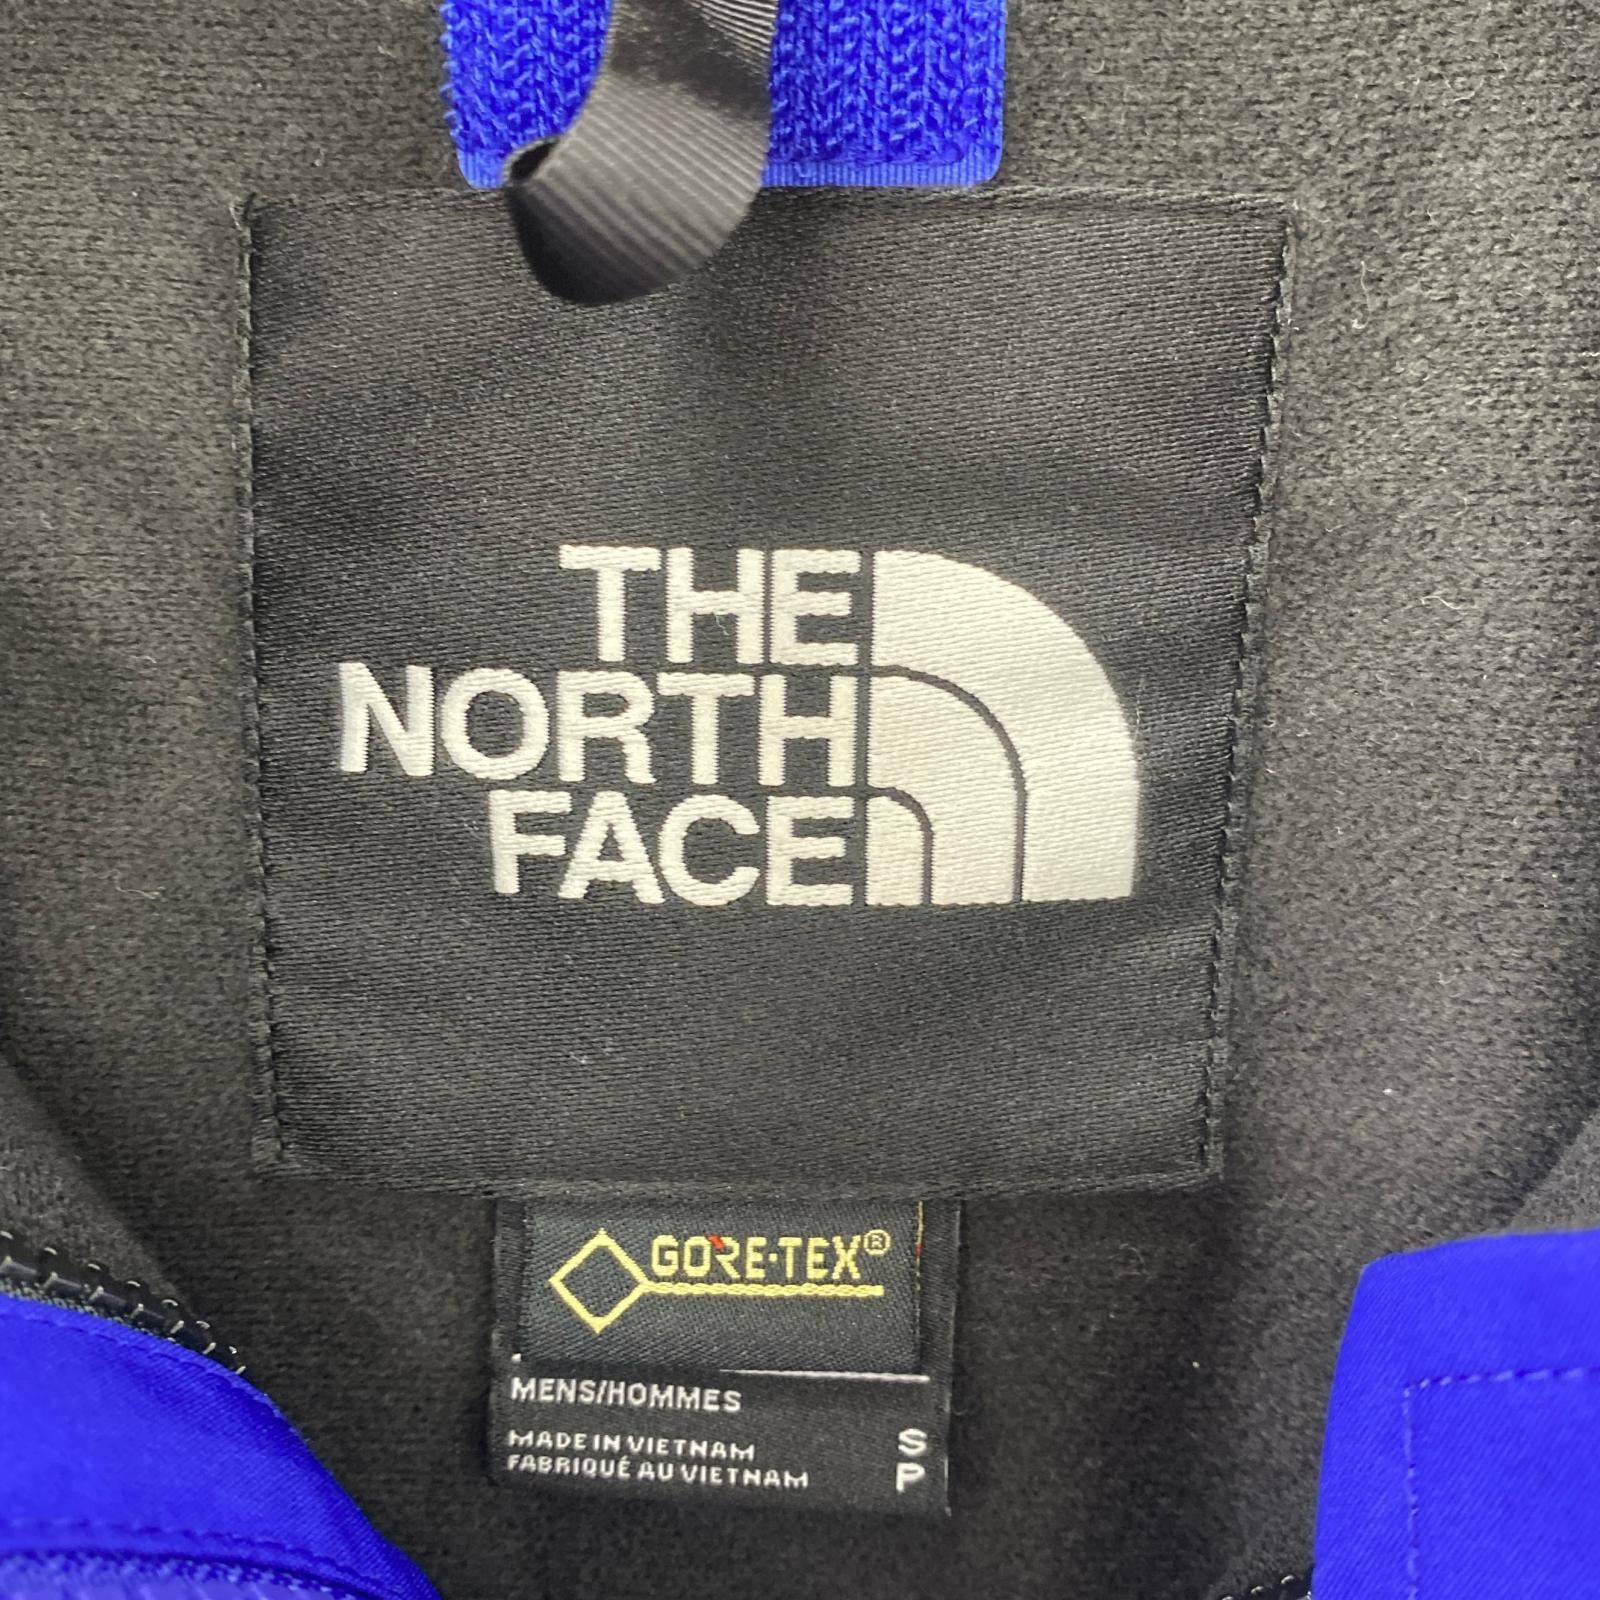 THE
NORTH
FACE
GORE-TEX®
MENS/HOMMES
MADE IN VIETNAM S
FABRIQUÉ AU VIETNAM P